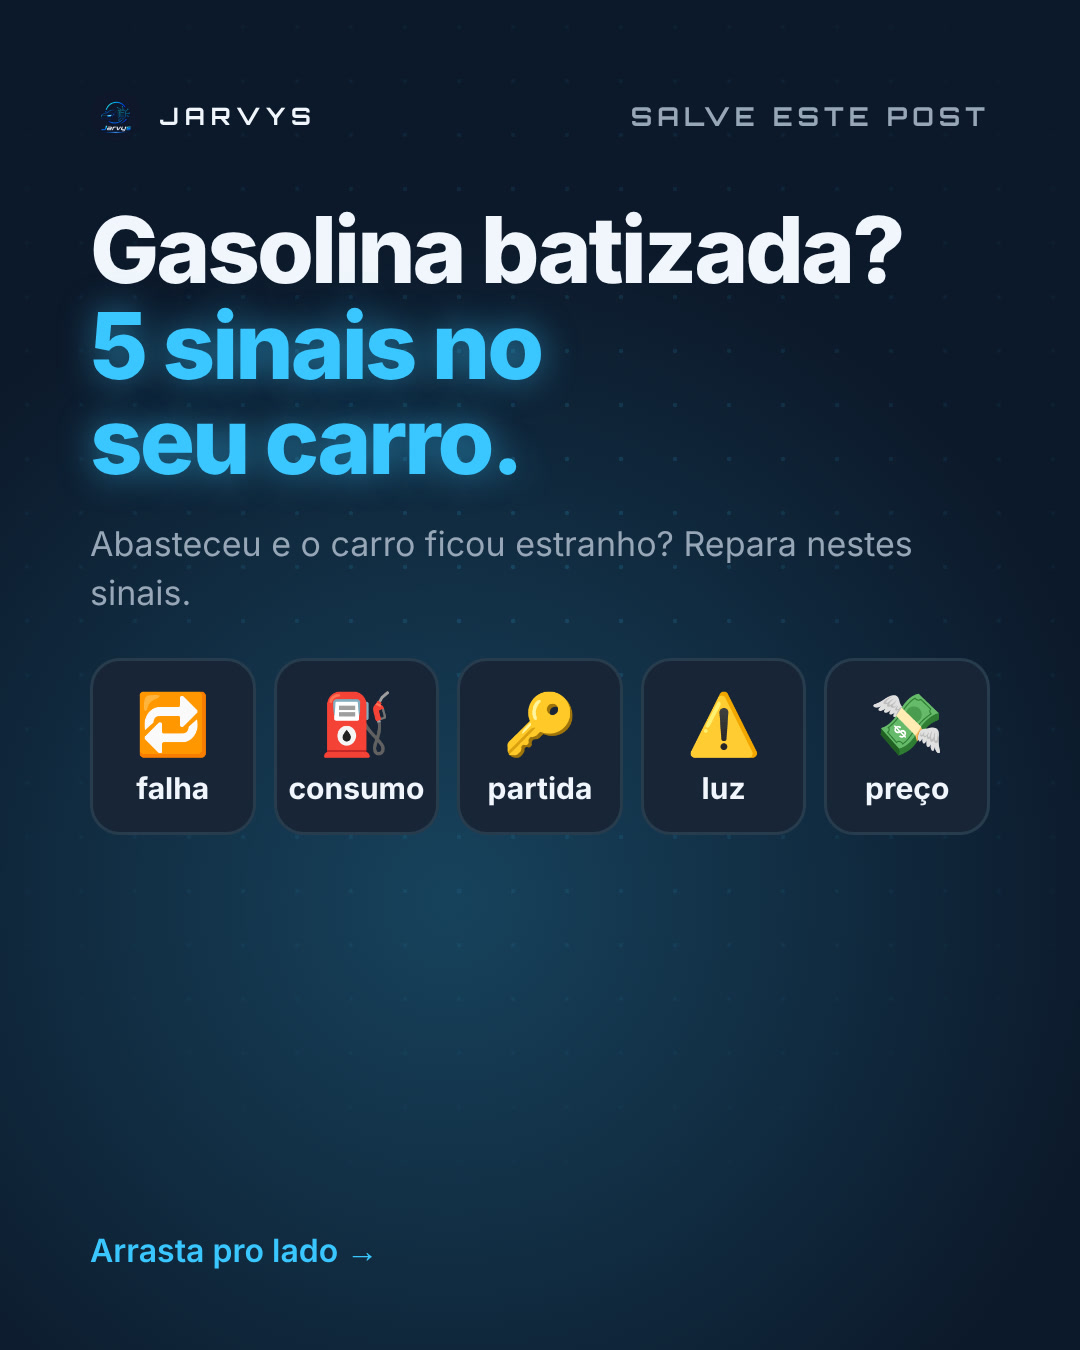 Jarvys
JARVYS
SALVE ESTE POST
Gasolina batizada?
5 sinais no
seu carro.
Abasteceu e o carro ficou estranho? Repara nestes
sinais.
falha
consumo
partida
luz
preço
Arrasta pro lado →